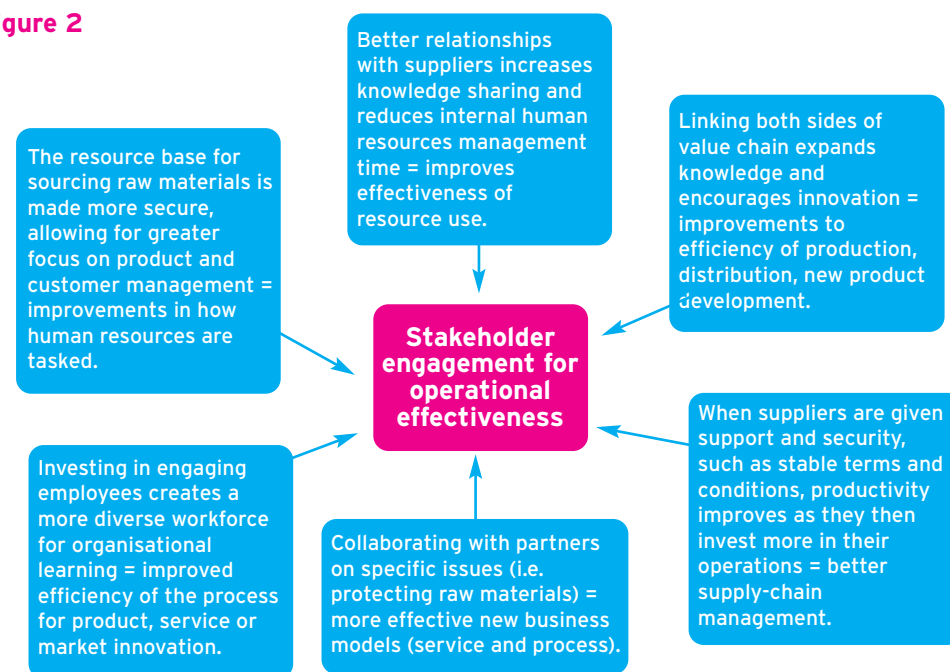 gure 2
Better relationships
with suppliers increases
knowledge sharing and
reduces internal human
resources management
time = improves
effectiveness of
resource use.
Linking both sides of
value chain expands
knowledge and
encourages innovation =
improvements to
efficiency of production,
distribution, new product
development.
The resource base for
sourcing raw materials is
made more secure,
allowing for greater
focus on product and
customer management =
improvements in how
human resources are
tasked.
Stakeholder
engagement for
operational
effectiveness
When suppliers are given
support and security,
such as stable terms and
conditions, productivity
improves as they then
invest more in their
operations = better
supply-chain
management.
Investing in engaging
employees creates a
more diverse workforce
for organisational
learning = improved
efficiency of the process
for product, service or
market innovation.
Collaborating with partners
on specific issues (i.e.
protecting raw materials) =
more effective new business
models (service and process).